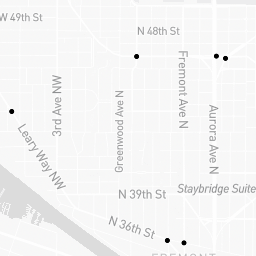 W 49th St
N 48th St
3rd Ave NW
Greenwood Ave N
Fremont Ave N
Aurora Ave N
Leary Way NW
N 39th St
Staybridge Suite
N 36th St
FREMONT